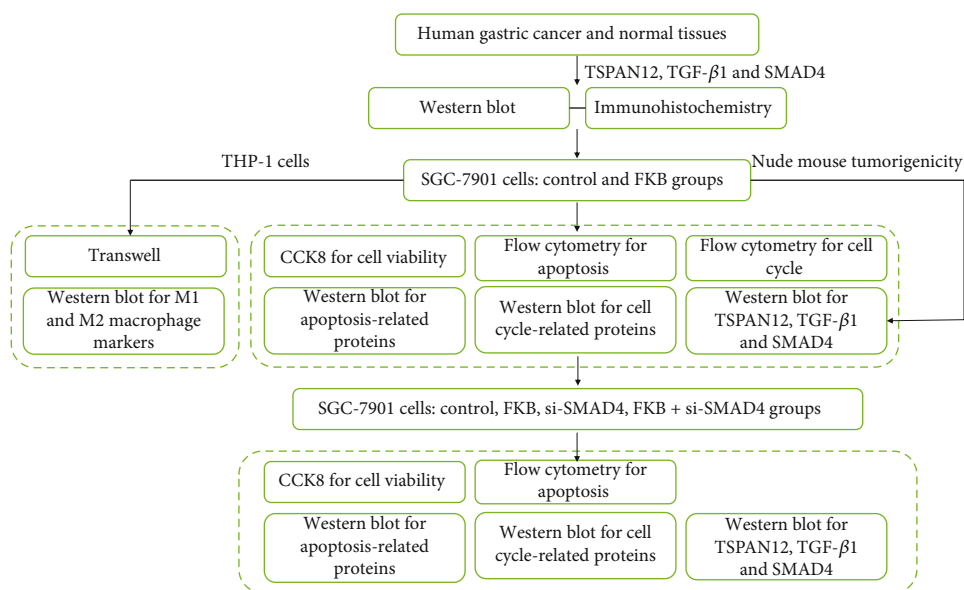 Human gastric cancer and normal tissues
TSPAN12, TGF-β1 and SMAD4
Western blot
Immunohistochemistry
THP-1 cells
Nude mouse tumorigenicity
SGC-7901 cells: control and FKB groups
Transwell
Western blot for M1
and M2 macrophage
markers
CCK8 for cell viability
Flow cytometry for
apoptosis
Flow cytometry for cell
cycle
Western blot for
apoptosis-related
proteins
Western blot for cell
cycle-related proteins
Western blot for
TSPAN12, TGF-β1
and SMAD4
SGC-7901 cells: control, FKB, si-SMAD4, FKB + si-SMAD4 groups
CCK8 for cell viability
Flow cytometry for
apoptosis
Western blot for
apoptosis-related
proteins
Western blot for cell
cycle-related proteins
Western blot for
TSPAN12, TGF-β1
and SMAD4